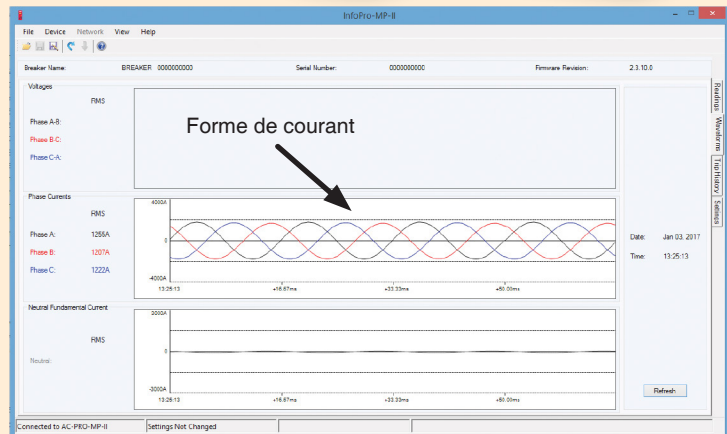 InfoPro-MP-II
File Device Network View Help
Breaker Name: BREAKER 0000000000 Serial Number: 0000000000 Firmware Revision: 2.3.10.0
Voltages
RMS
Phase A-B:
Phase B-C:
Phase C-A:
Forme de courant
Phase Currents
RMS
Phase A: 1255A
Phase B: 1207A
Phase C: 1222A
4000A
0
-4000A
13:25:13 +16.67ms +33.33ms +50.00ms
Neutral Fundamental Current
RMS
Neutral:
2000A
0
-2000A
13:25:13 +16.67ms +33.33ms +50.00ms
Date: Jan 03, 2017
Time: 13:25:13
Refresh
Readings
Waveforms
Trip History
Settings
Connected to AC-PRO-MP-II Settings Not Changed